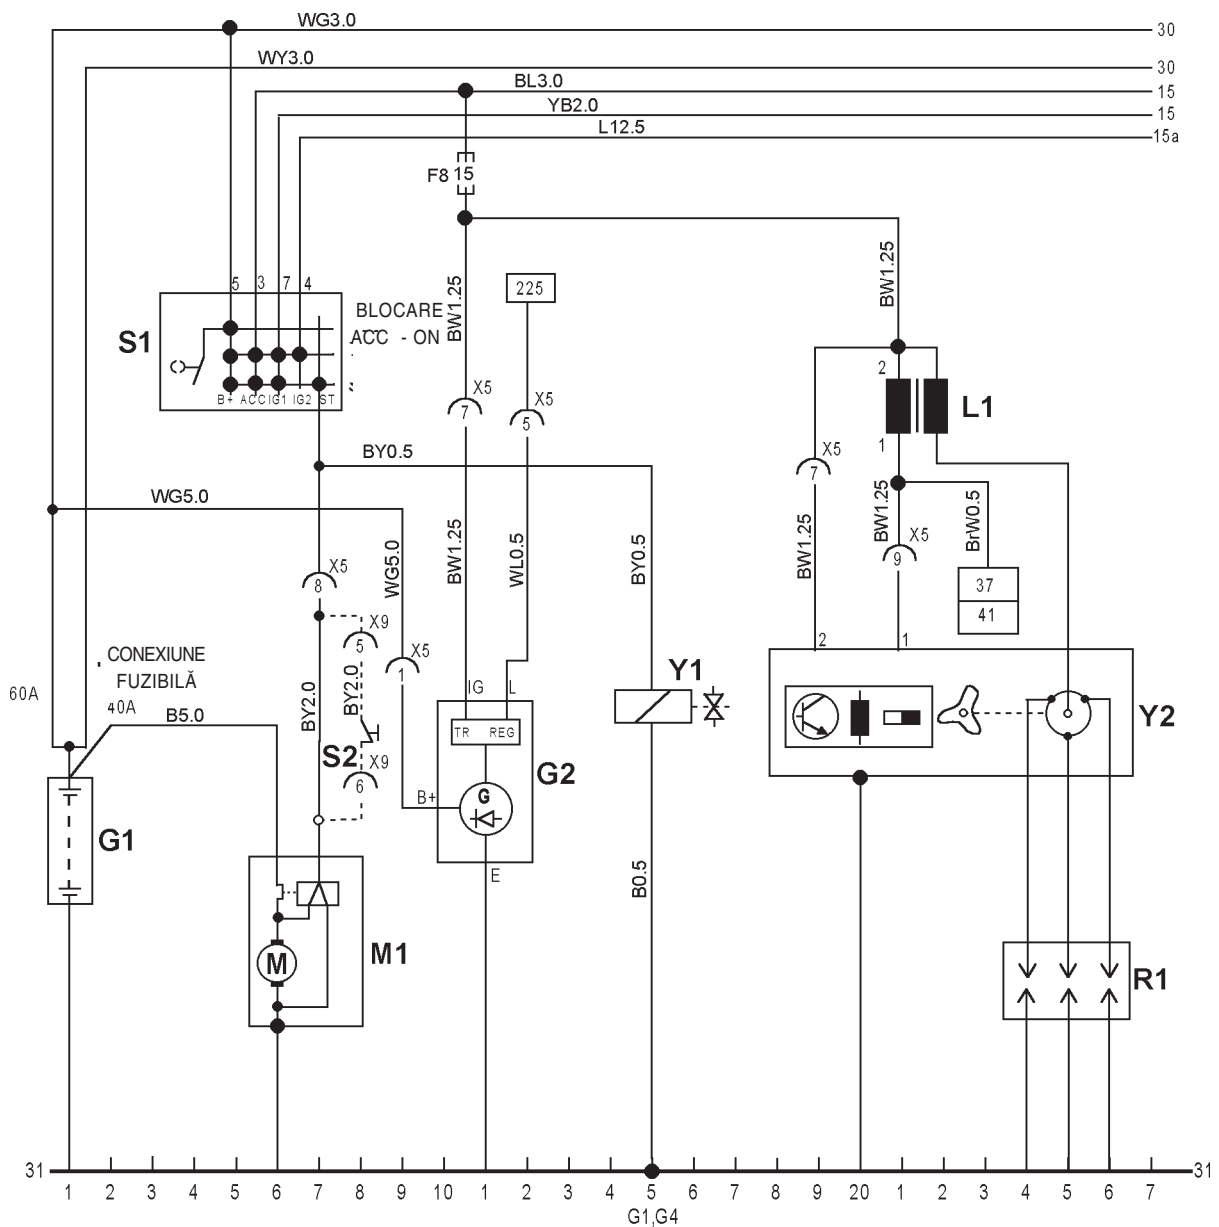 WG3.0
30
WY3.0
30
BL3.0
15
YB2.0
15
L12.5
15a
F8 15
BW1.25
BW1.25
225
5 3 7 4
BLOCARE
ACC - ON
S1
B+ ACC IG1 IG2 ST
X5
7
X5
5
2
L1
1
BY0.5
X5
7
WG5.0
BW1.25
BrW0.5
X5
9
BW1.25
BW1.25
WL0.5
BY0.5
WG5.0
X5
8
37
41
X9
5
X5
1
2
1
CONEXIUNE
FUZIBILĂ
60A
40A
B5.0
BY2.0
BY2.0
IG
L
Y1
Y2
TR REG
S2
X9
6
G2
B+
G
G1
E
B0.5
M1
M
R1
31
31
1 2 3 4 5 6 7 8 9 10 1 2 3 4 5 6 7 8 9 20 1 2 3 4 5 6 7
G1,G4